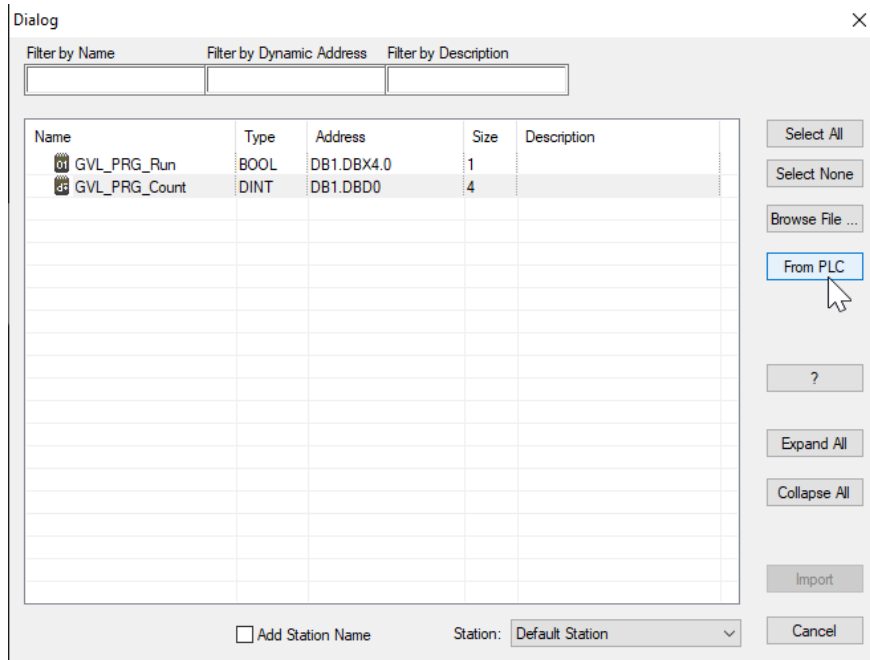 Dialog
Filter by Name Filter by Dynamic Address Filter by Description
Name Type Address Size Description
GVL_PRG_Run BOOL DB1.DBX4.0 1
GVL_PRG_Count DINT DB1.DBD0 4
Select All
Select None
Browse File ...
From PLC
?
Expand All
Collapse All
Import
Add Station Name Station: Default Station Cancel